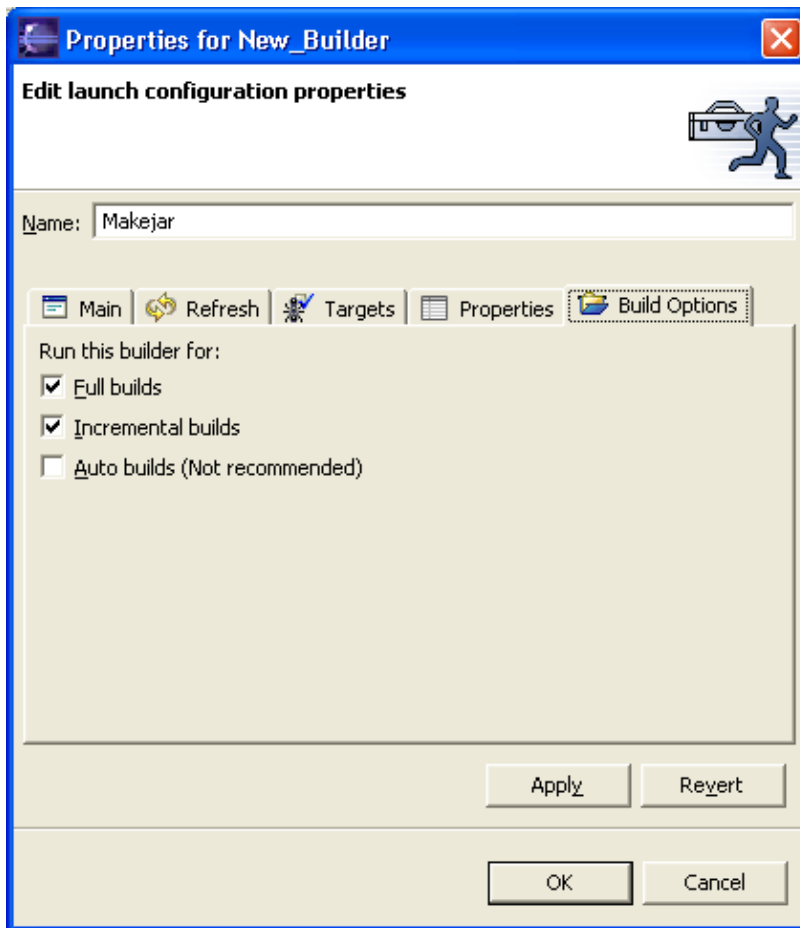 Properties for New_Builder
Edit launch configuration properties
Name: Makejar
Main Refresh Targets Properties Build Options
Run this builder for:
Full builds
Incremental builds
Auto builds (Not recommended)
Apply Revert
OK Cancel